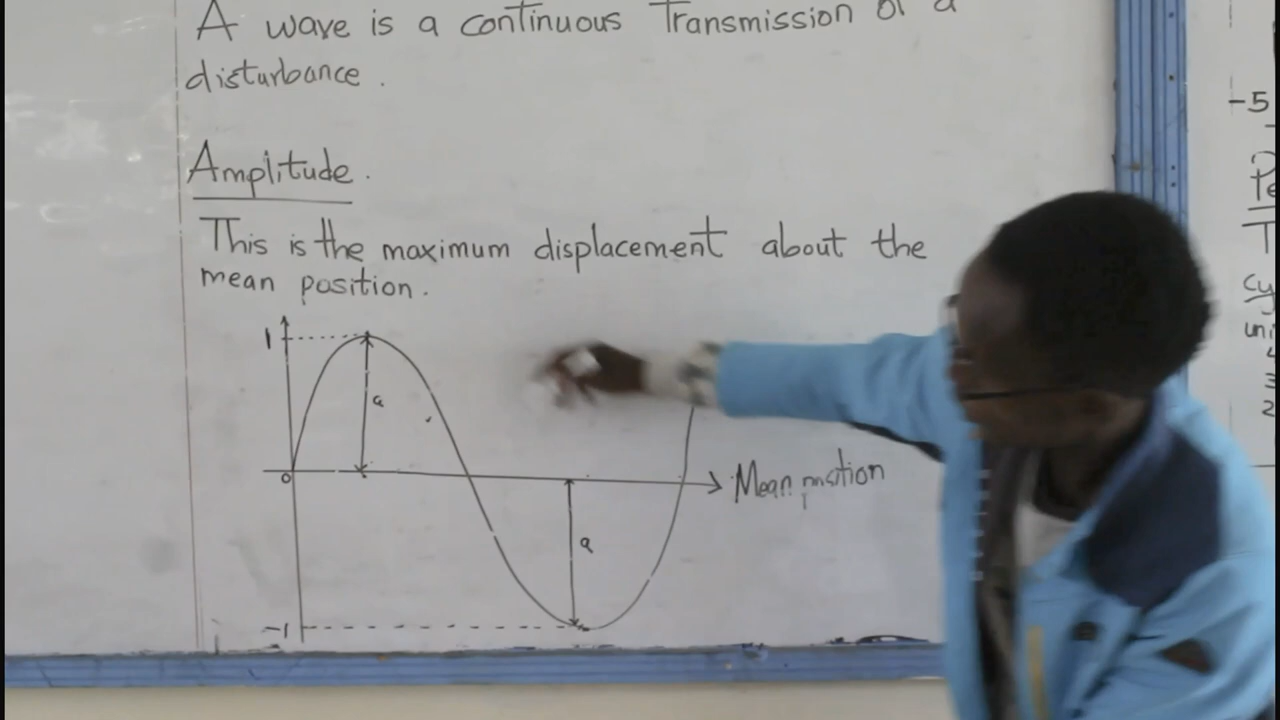 A wave is a continuous Transmission of a
disturbance.
Amplitude.
This is the maximum displacement about the
mean position.
1
a
0
Mean position
a
-1
-5